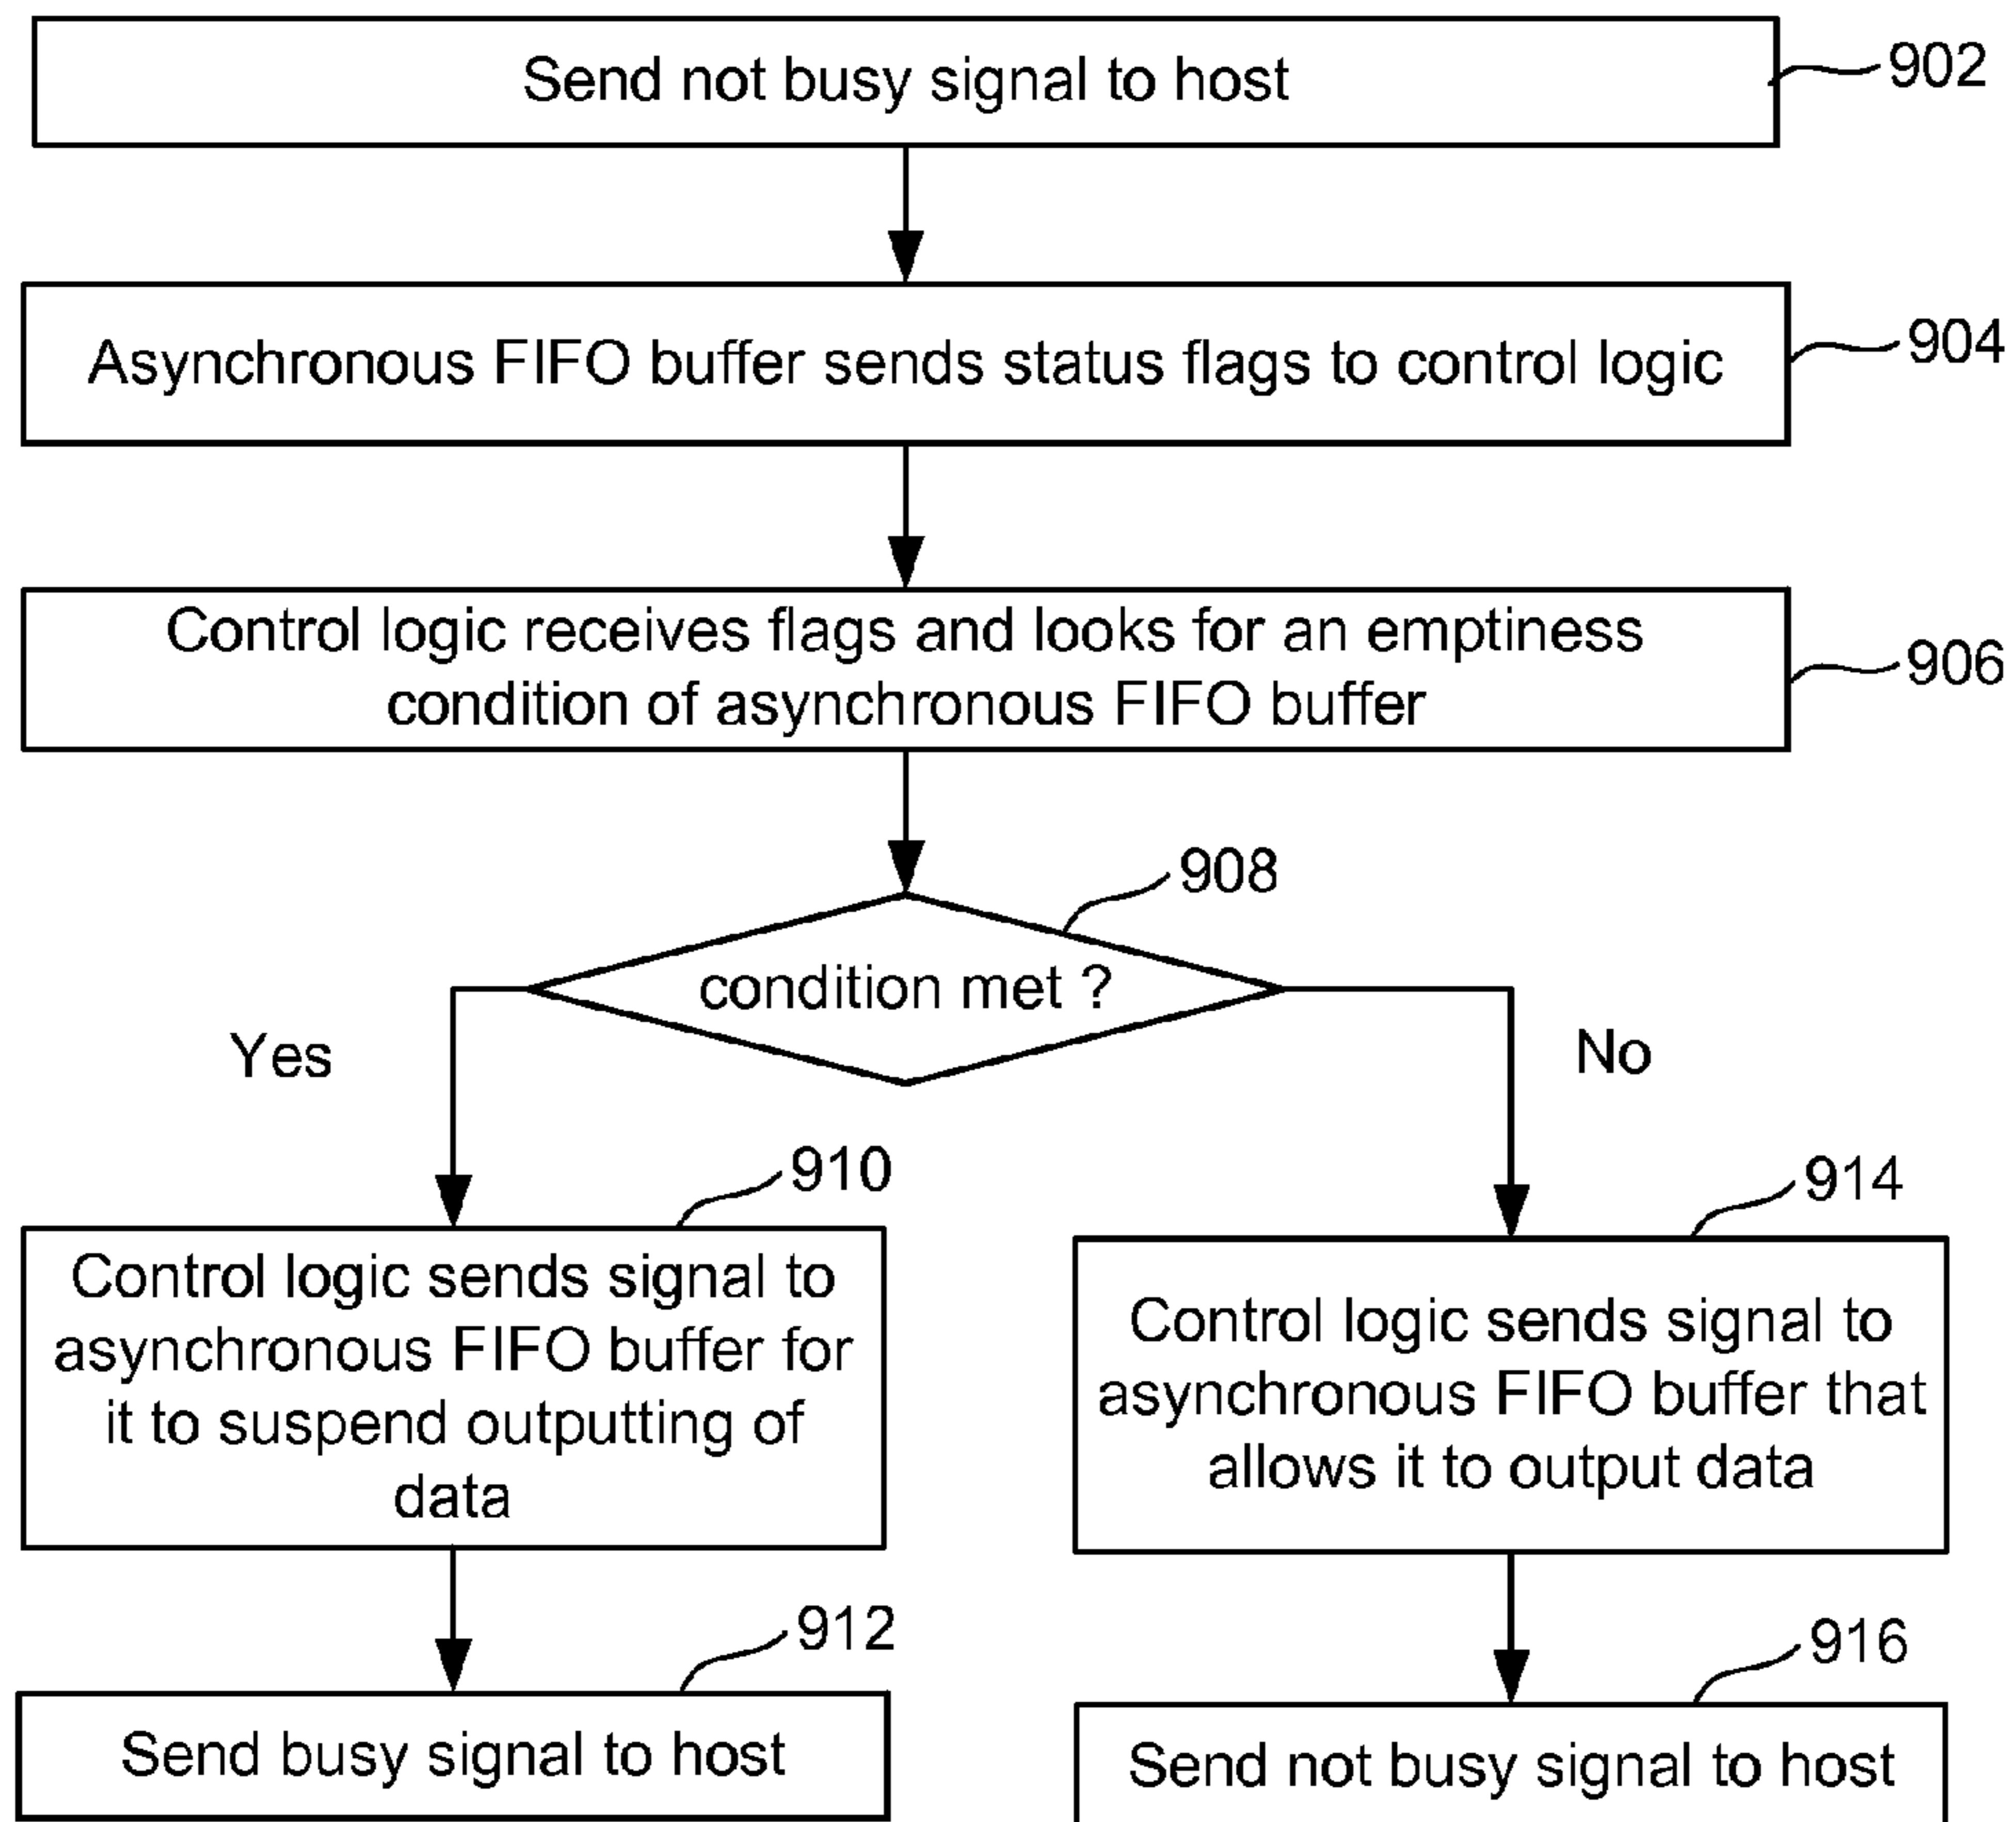 Send not busy signal to host
902
Asynchronous FIFO buffer sends status flags to control logic
904
Control logic receives flags and looks for an emptiness
condition of asynchronous FIFO buffer
906
908
condition met ?
Yes
No
910
Control logic sends signal to
asynchronous FIFO buffer for
it to suspend outputting of
data
914
Control logic sends signal to
asynchronous FIFO buffer that
allows it to output data
912
Send busy signal to host
916
Send not busy signal to host